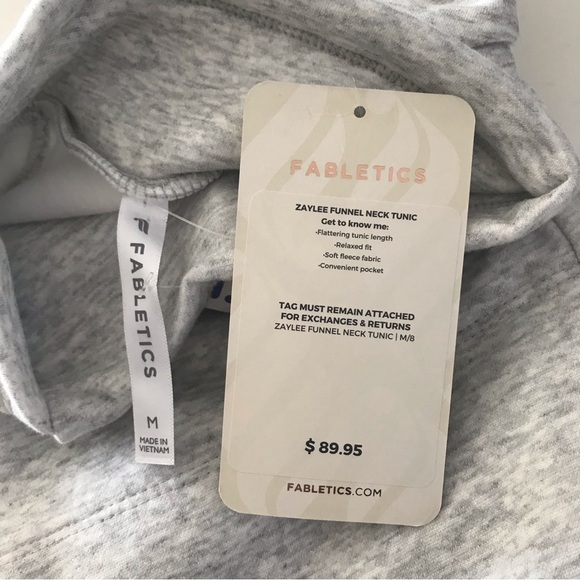 FABLETICS
ZAYLEE FUNNEL NECK TUNIC
Get to know me:
-Flattering tunic length
-Relaxed fit
-Soft fleece fabric
-Convenient pocket
TAG MUST REMAIN ATTACHED
FOR EXCHANGES & RETURNS
ZAYLEE FUNNEL NECK TUNIC | M/8
$ 89.95
FABLETICS.COM
FABLETICS
M
MADE IN
VIETNAM